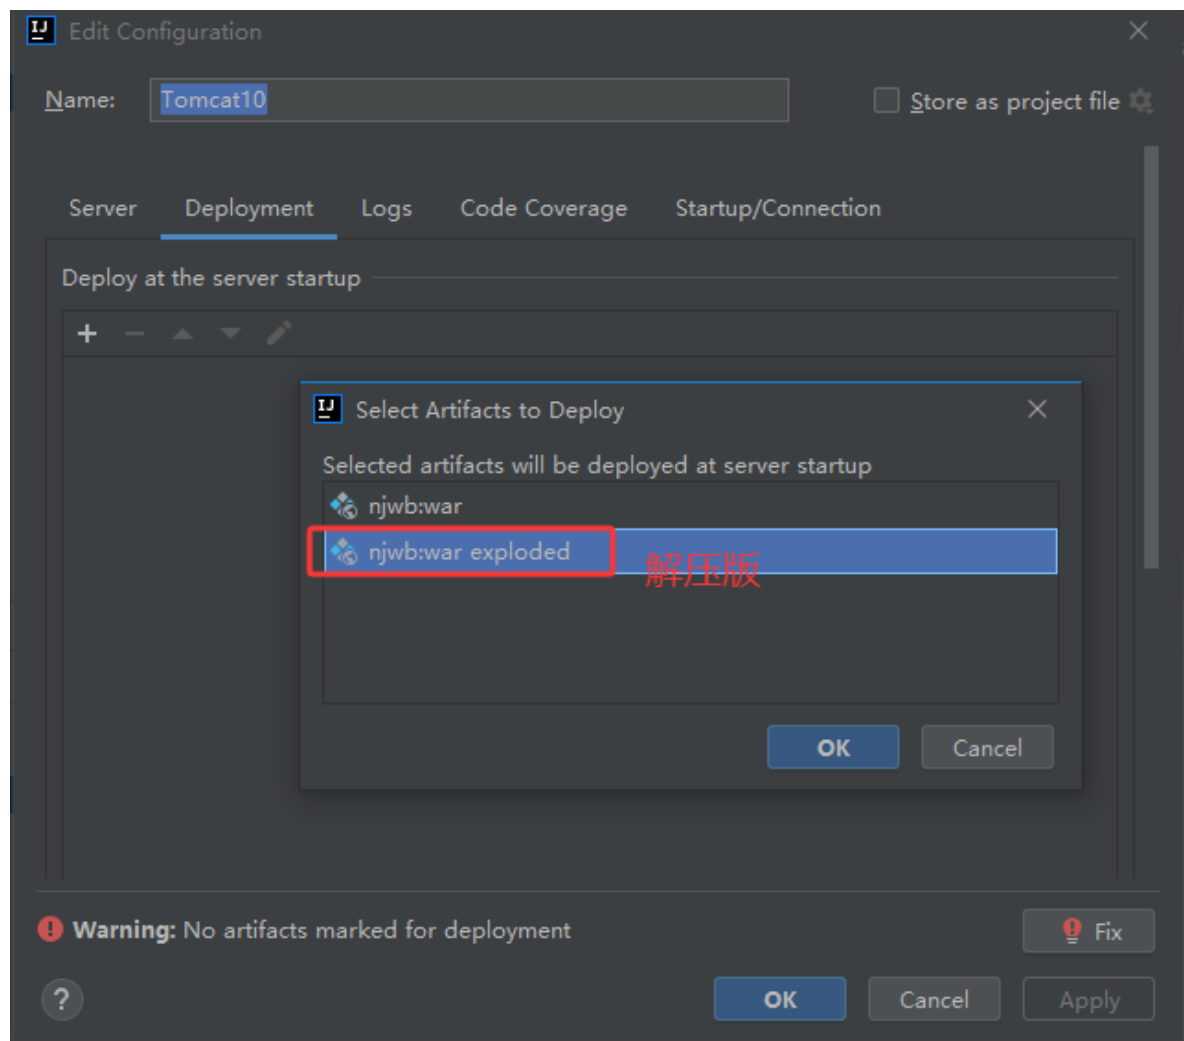 Edit Configuration
Name: Tomcat10 Store as project file
Server Deployment Logs Code Coverage Startup/Connection
Deploy at the server startup
Select Artifacts to Deploy
Selected artifacts will be deployed at server startup
njwb:war
njwb:war exploded 解压版
OK Cancel
Warning: No artifacts marked for deployment Fix
? OK Cancel Apply